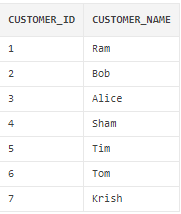 CUSTOMER_ID CUSTOMER_NAME
1 Ram
2 Bob
3 Alice
4 Sham
5 Tim
6 Tom
7 Krish